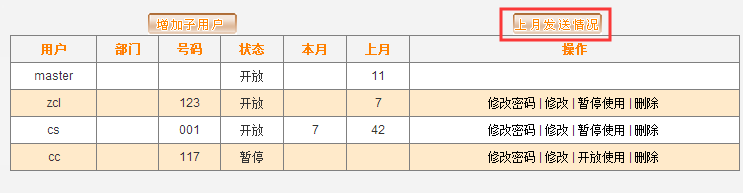 增加子用户 上月发送情况
用户 部门 号码 状态 本月 上月 操作
master 开放 11
zcl 123 开放 7 修改密码 | 修改 | 暂停使用 | 删除
cs 001 开放 7 42 修改密码 | 修改 | 暂停使用 | 删除
cc 117 暂停 修改密码 | 修改 | 开放使用 | 删除